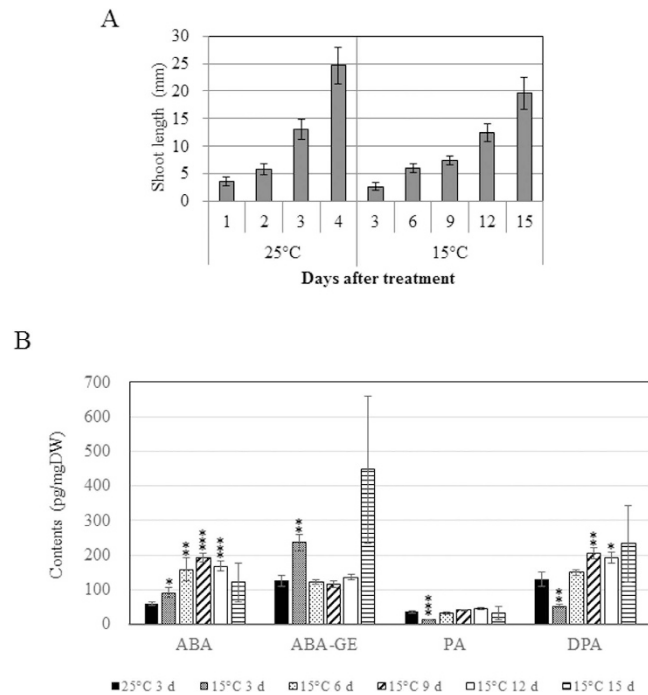 A
30
25
20
15
10
5
0
Shoot length (mm)
1 2 3 4 3 6 9 12 15
25°C 15°C
Days after treatment
B
700
600
500
400
300
200
100
0
Contents (pg/mgDW)
* ** *** *** ** *** ** ** *
ABA ABA-GE PA DPA
25°C 3 d 15°C 3 d 15°C 6 d 15°C 9 d 15°C 12 d 15°C 15 d